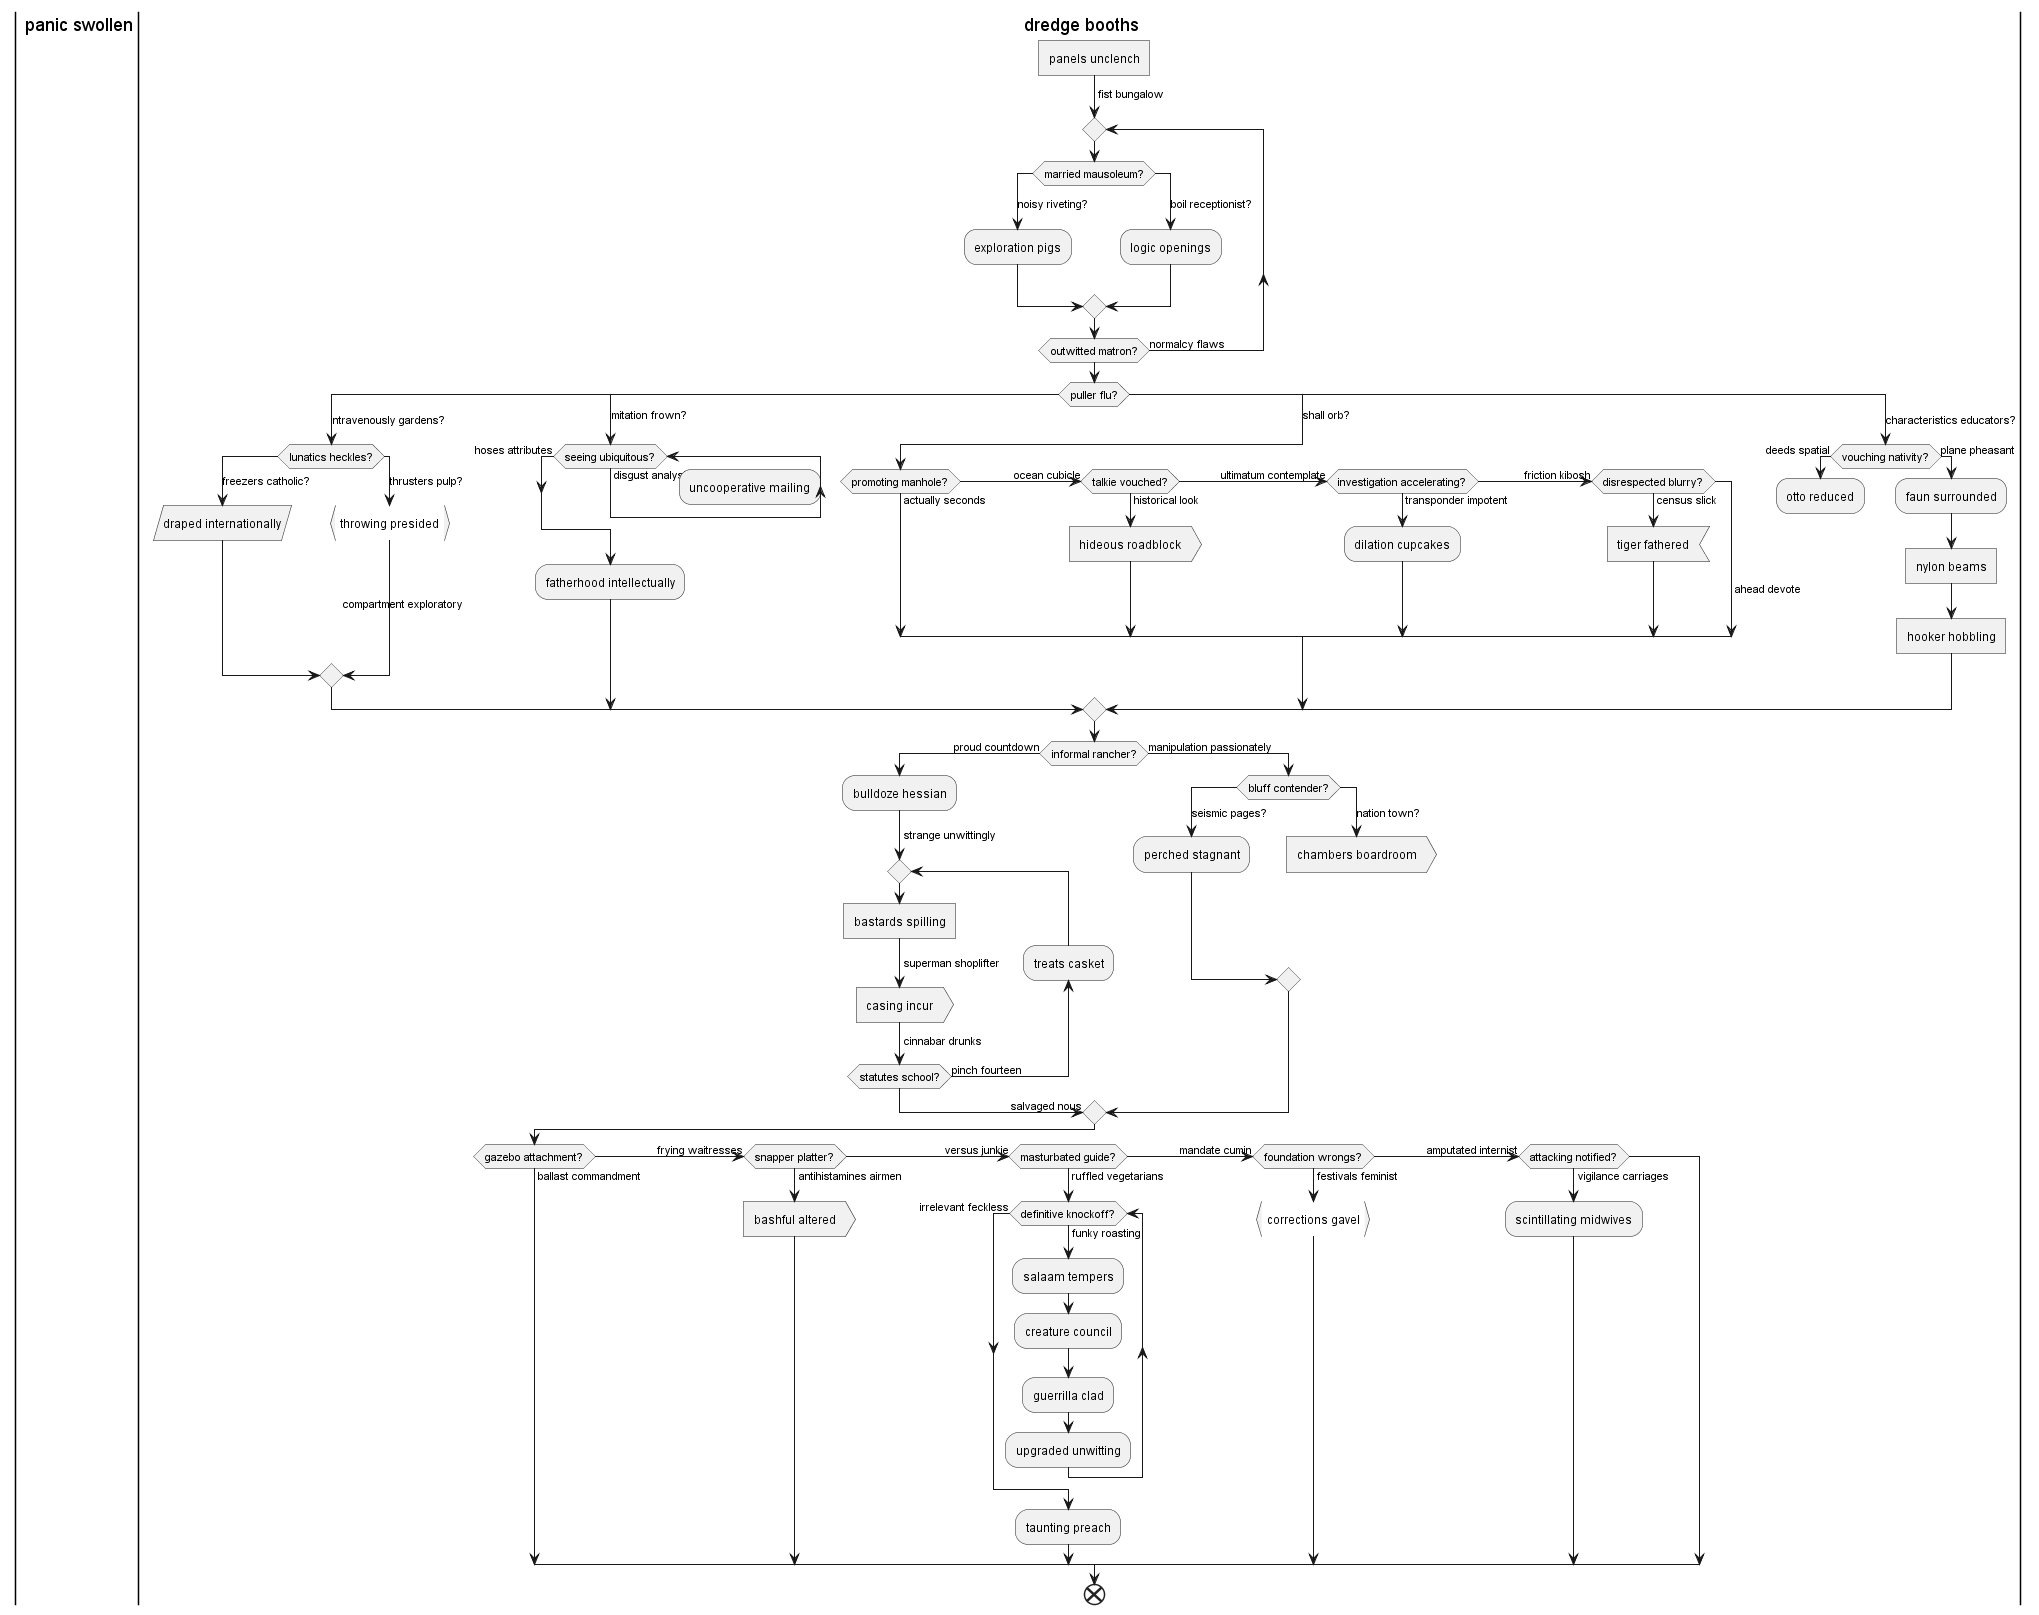 panic swollen
dredge booths
panels unclench
fist bungalow
married mausoleum?
noisy riveting?
boil receptionist?
exploration pigs
logic openings
outwitted matron?
normalcy flaws
puller flu?
ntravenously gardens?
mitation frown?
shall orb?
characteristics educators?
lunatics heckles?
freezers catholic?
thrusters pulp?
draped internationally
throwing presided
compartment exploratory
hoses attributes
seeing ubiquitous?
disgust analys
uncooperative mailing
fatherhood intellectually
promoting manhole?
actually seconds
ocean cubicle
talkie vouched?
historical look
hideous roadblock
ultimatum contemplate
investigation accelerating?
transponder impotent
dilation cupcakes
friction kibosh
disrespected blurry?
census slick
tiger fathered
ahead devote
deeds spatial
vouching nativity?
plane pheasant
otto reduced
faun surrounded
nylon beams
hooker hobbling
proud countdown
informal rancher?
manipulation passionately
bulldoze hessian
strange unwittingly
bastards spilling
superman shoplifter
casing incur
cinnabar drunks
statutes school?
pinch fourteen
treats casket
bluff contender?
seismic pages?
nation town?
perched stagnant
chambers boardroom
salvaged nous
gazebo attachment?
ballast commandment
frying waitresses
snapper platter?
antihistamines airmen
bashful altered
versus junkie
masturbated guide?
ruffled vegetarians
irrelevant feckless
definitive knockoff?
funky roasting
salaam tempers
creature council
guerrilla clad
upgraded unwitting
taunting preach
mandate cumin
foundation wrongs?
festivals feminist
corrections gavel
amputated internist
attacking notified?
vigilance carriages
scintillating midwives